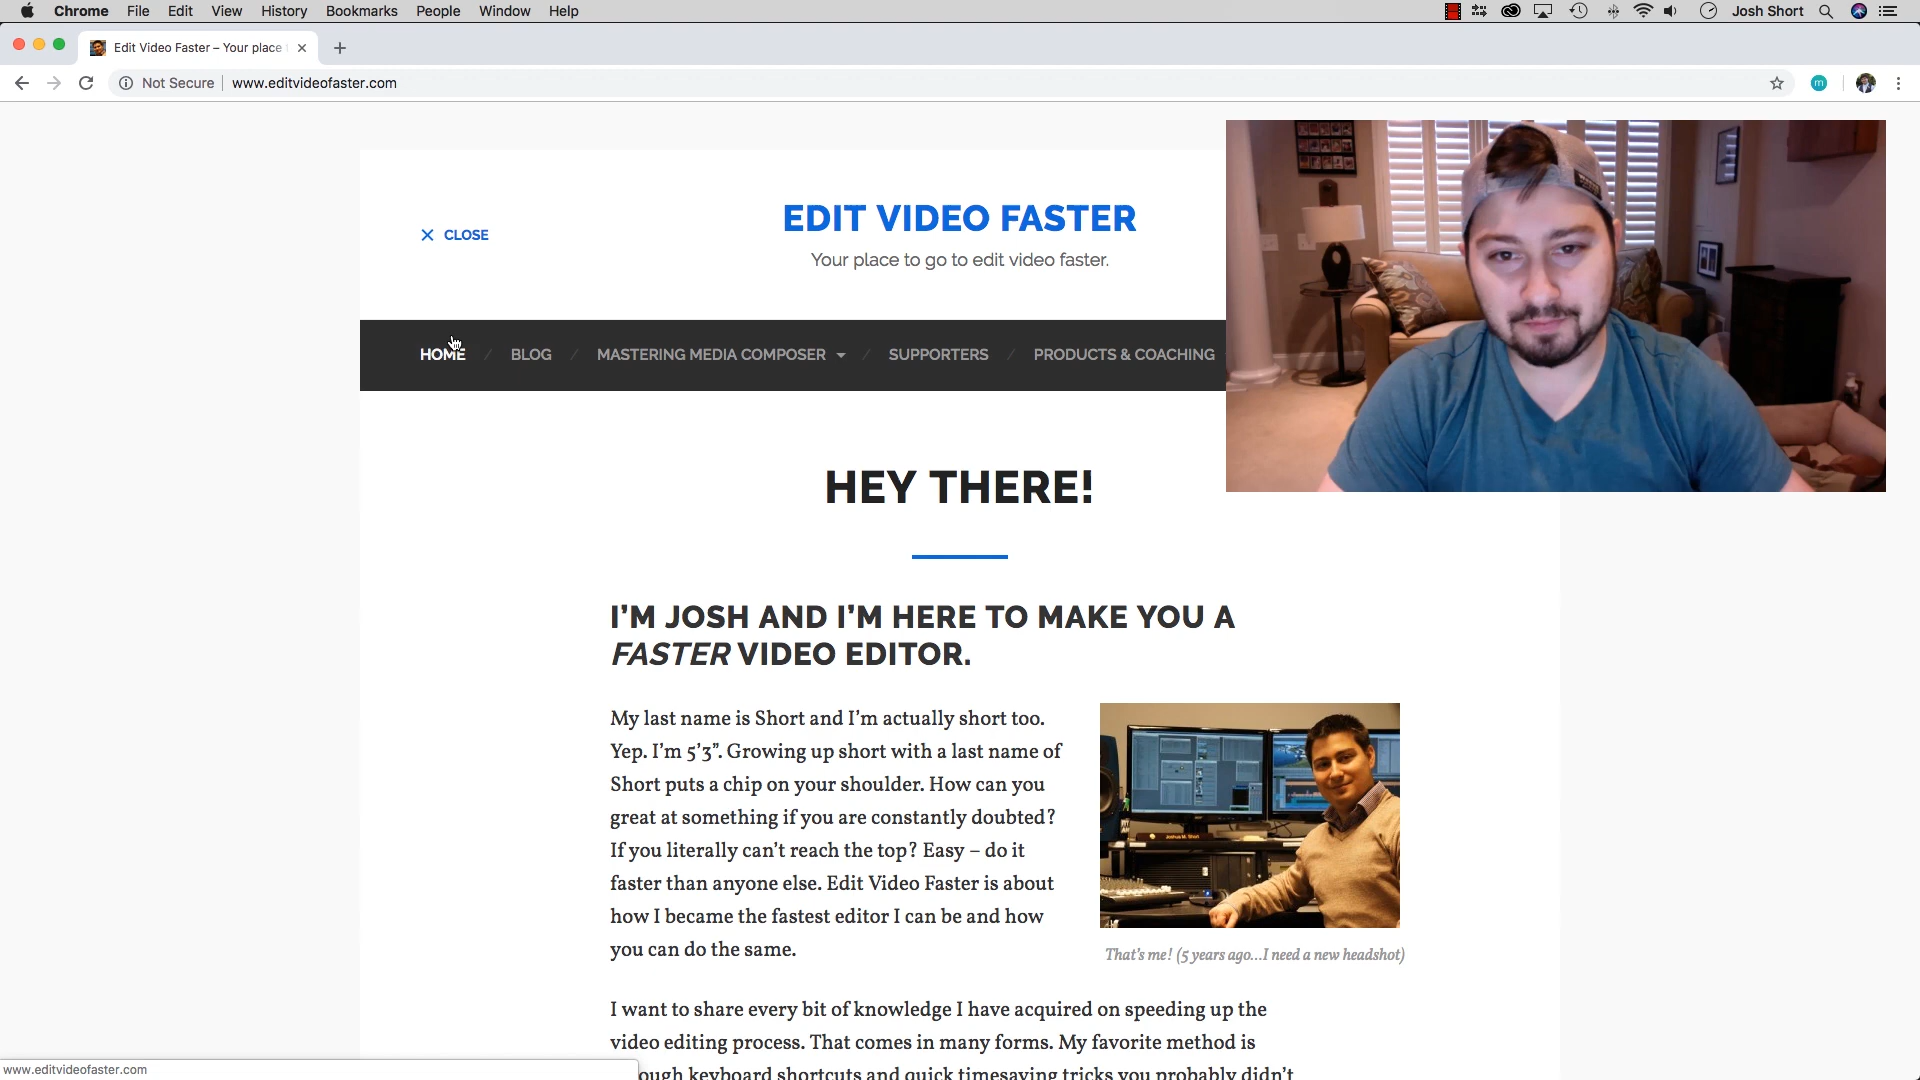 Chrome File Edit View History Bookmarks People Window Help
Josh Short
Edit Video Faster – Your place
Not Secure
www.editvideofaster.com
m
EDIT VIDEO FASTER
CLOSE
Your place to go to edit video faster.
HOME / BLOG / MASTERING MEDIA COMPOSER / SUPPORTERS / PRODUCTS & COACHING
HEY THERE!
I’M JOSH AND I’M HERE TO MAKE YOU A
FASTER VIDEO EDITOR.
My last name is Short and I’m actually short too.
Yep. I’m 5’3”. Growing up short with a last name of
Short puts a chip on your shoulder. How can you
great at something if you are constantly doubted?
If you literally can’t reach the top? Easy – do it
faster than anyone else. Edit Video Faster is about
how I became the fastest editor I can be and how
you can do the same.
That’s me! (5 years ago...I need a new headshot)
I want to share every bit of knowledge I have acquired on speeding up the
video editing process. That comes in many forms. My favorite method is
keyboard shortcuts and quick timesaving tricks you probably didn’t
www.editvideofaster.com